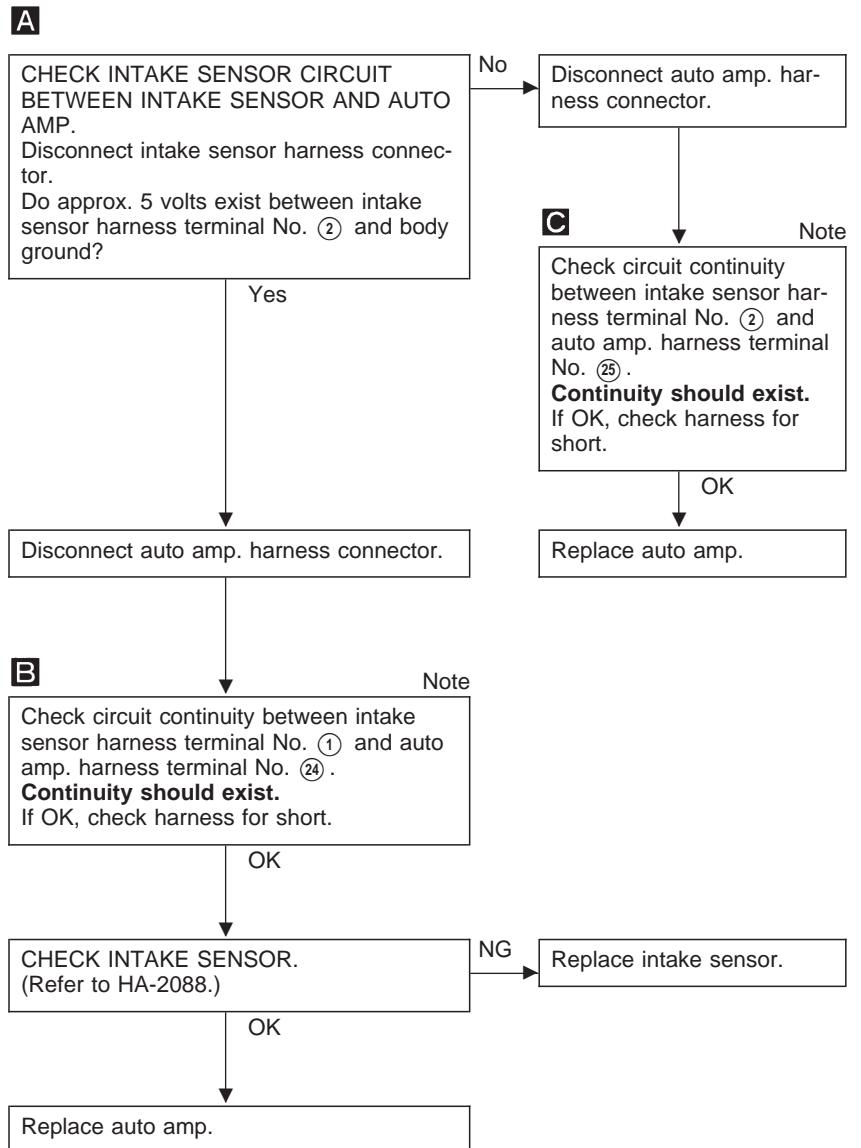 A
CHECK INTAKE SENSOR CIRCUIT
BETWEEN INTAKE SENSOR AND AUTO
AMP.
Disconnect intake sensor harness connec-
tor.
Do approx. 5 volts exist between intake
sensor harness terminal No. ② and body
ground?
No
Disconnect auto amp. har-
ness connector.
Yes
C
Note
Check circuit continuity
between intake sensor har-
ness terminal No. ② and
auto amp. harness terminal
No. ㉕.
Continuity should exist.
If OK, check harness for
short.
OK
Replace auto amp.
Disconnect auto amp. harness connector.
B
Note
Check circuit continuity between intake
sensor harness terminal No. ① and auto
amp. harness terminal No. ㉔.
Continuity should exist.
If OK, check harness for short.
OK
CHECK INTAKE SENSOR.
(Refer to HA-2088.)
NG
Replace intake sensor.
OK
Replace auto amp.